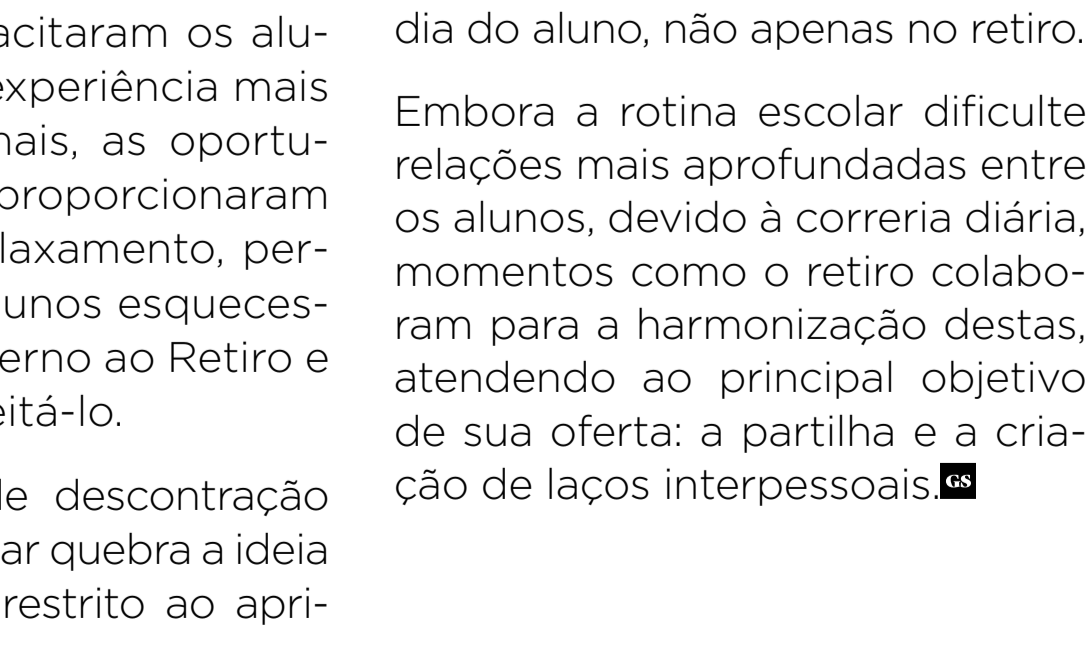 acitaram os alu-
experiência mais
nais, as oportu-
proporcionaram
laxamento, per-
unos esqueces-
erno ao Retiro e
eitá-lo.
de descontração
ar quebra a ideia
restrito ao apri-
dia do aluno, não apenas no retiro.
Embora a rotina escolar dificulte
relações mais aprofundadas entre
os alunos, devido à correria diária,
momentos como o retiro colabo-
ram para a harmonização destas,
atendendo ao principal objetivo
de sua oferta: a partilha e a cria-
ção de laços interpessoais. GS